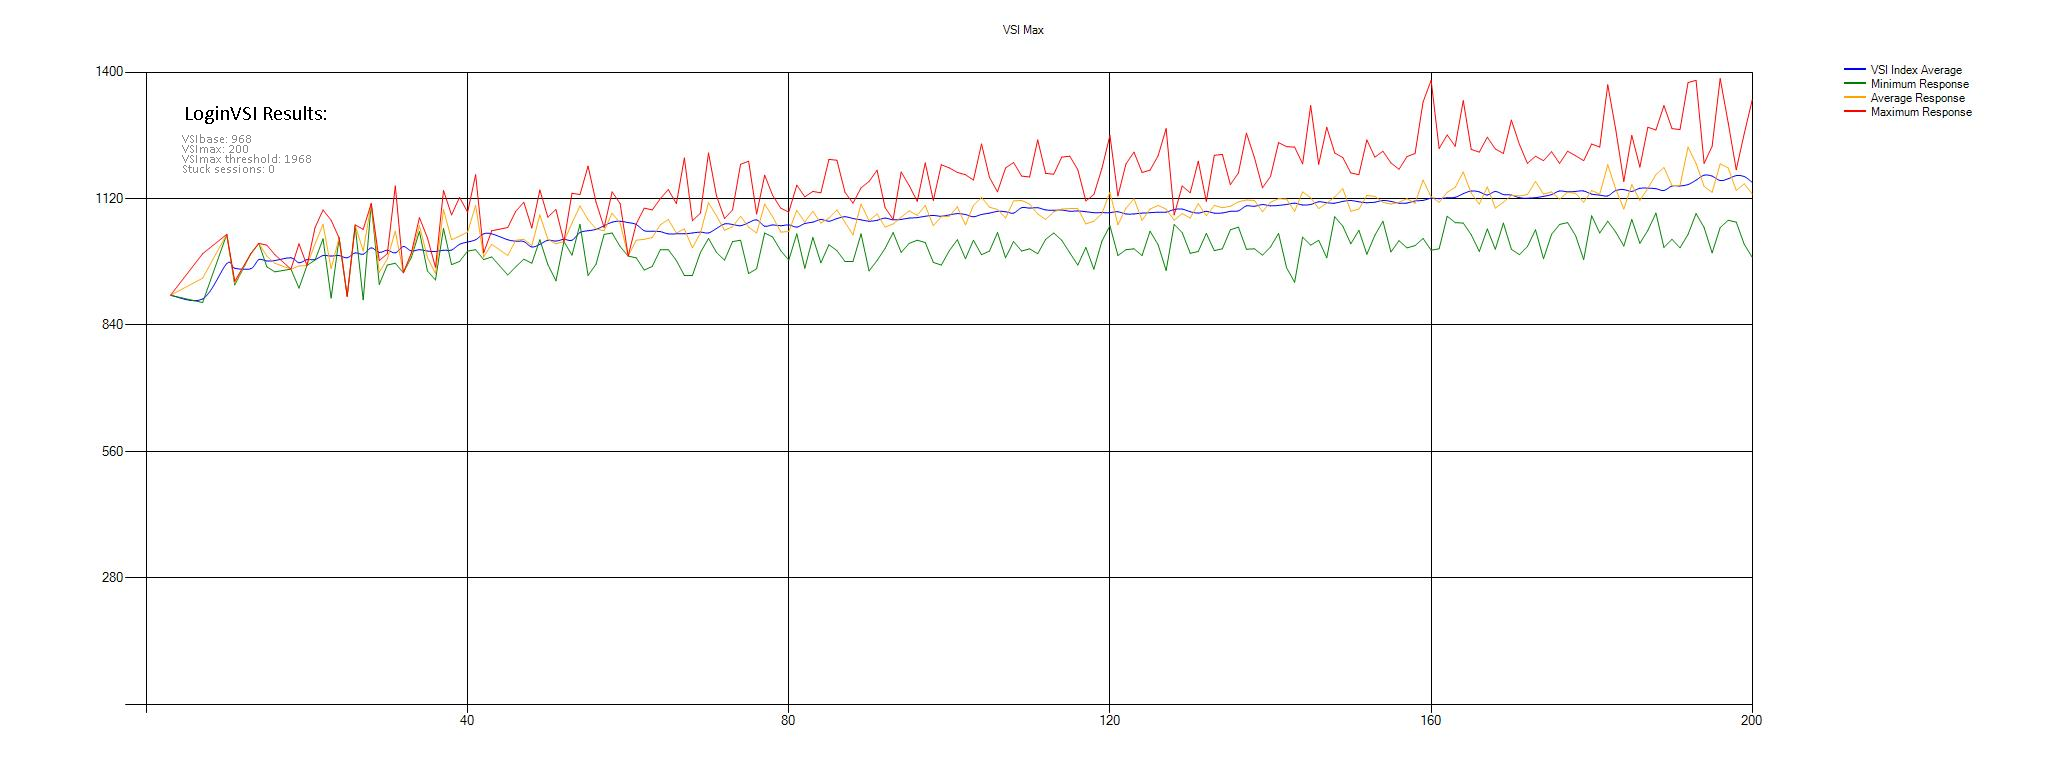 VSI Max
1400
1120
840
560
280
LoginVSI Results:
VSIbase: 968
VSImax: 200
VSImax threshold: 1968
Stuck sessions: 0
40
80
120
160
200
VSI Index Average
Minimum Response
Average Response
Maximum Response